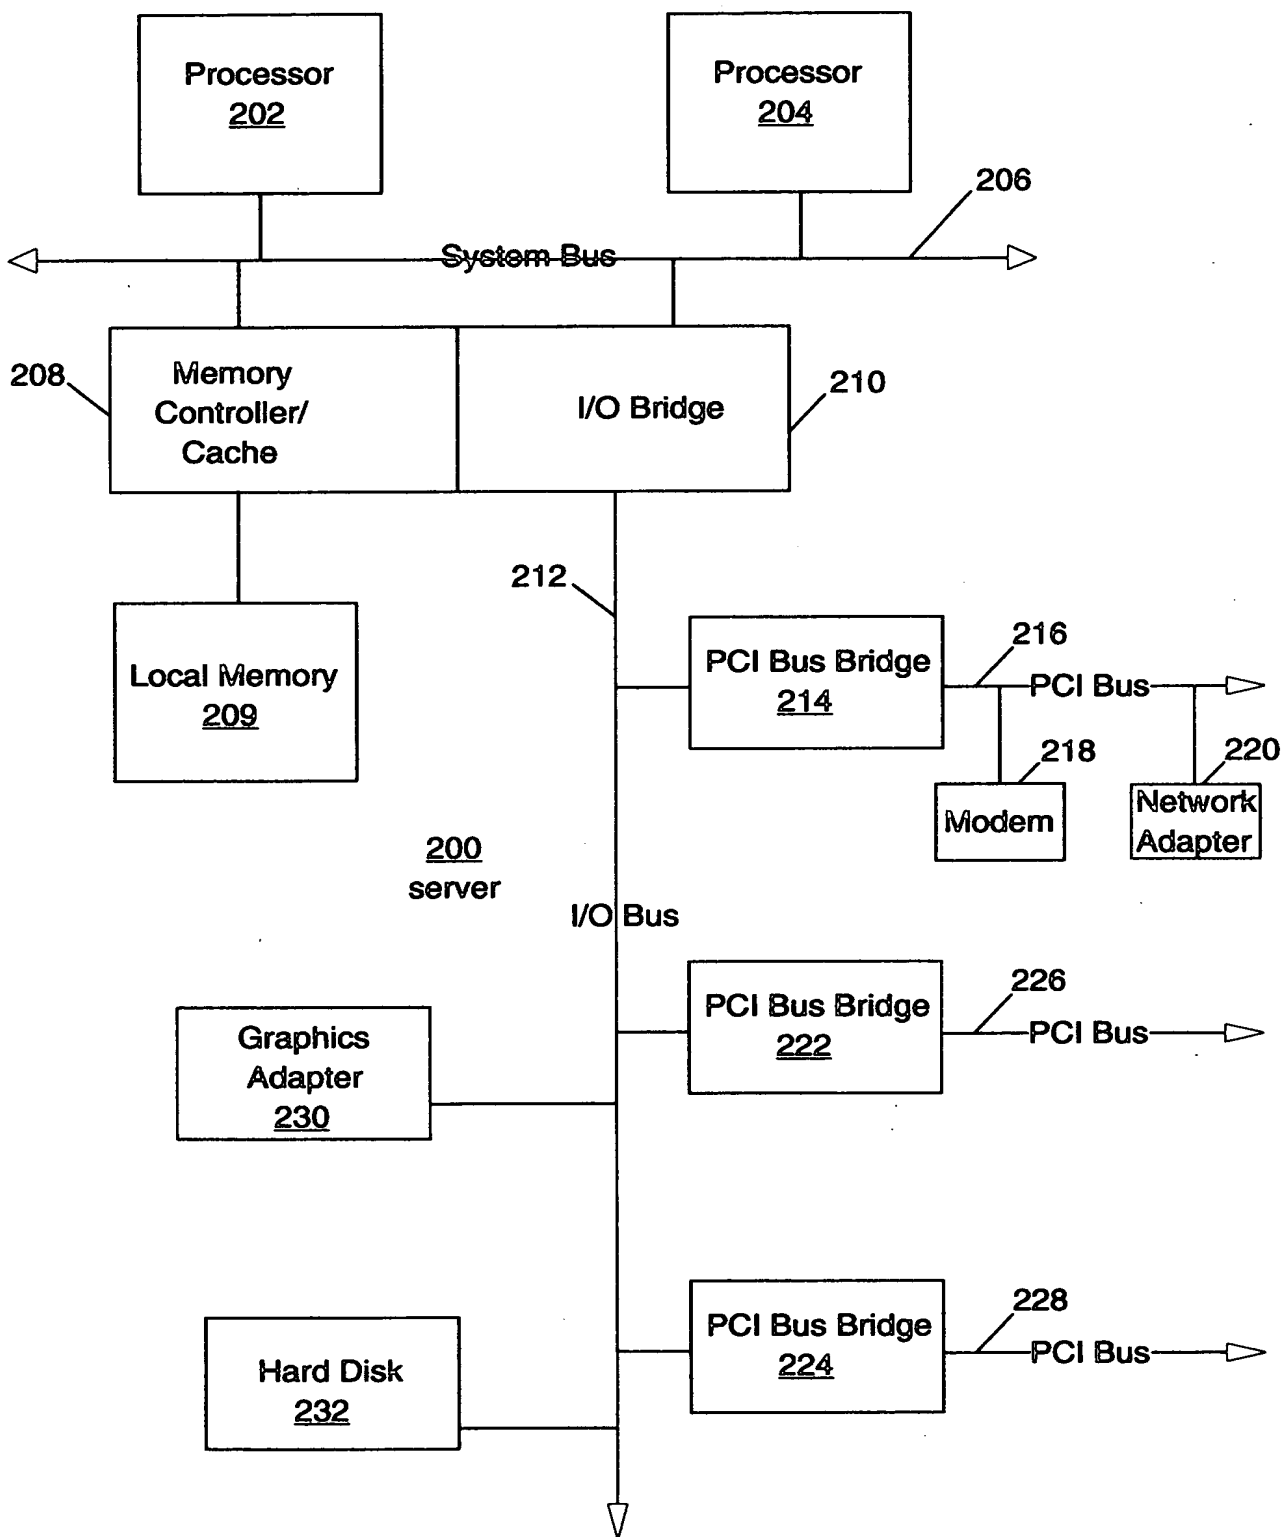 Processor
202
Processor
204
206
System Bus
208
Memory
Controller/
Cache
I/O Bridge
210
212
Local Memory
209
PCI Bus Bridge
214
216
PCI Bus
218
Modem
220
Network
Adapter
200
server
I/O Bus
PCI Bus Bridge
222
226
PCI Bus
Graphics
Adapter
230
PCI Bus Bridge
224
228
PCI Bus
Hard Disk
232